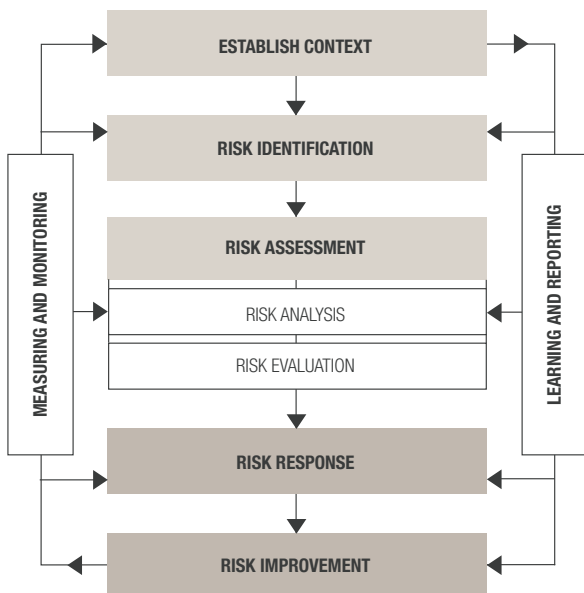 ESTABLISH CONTEXT
RISK IDENTIFICATION
RISK ASSESSMENT
RISK ANALYSIS
RISK EVALUATION
RISK RESPONSE
RISK IMPROVEMENT
MEASURING AND MONITORING
LEARNING AND REPORTING